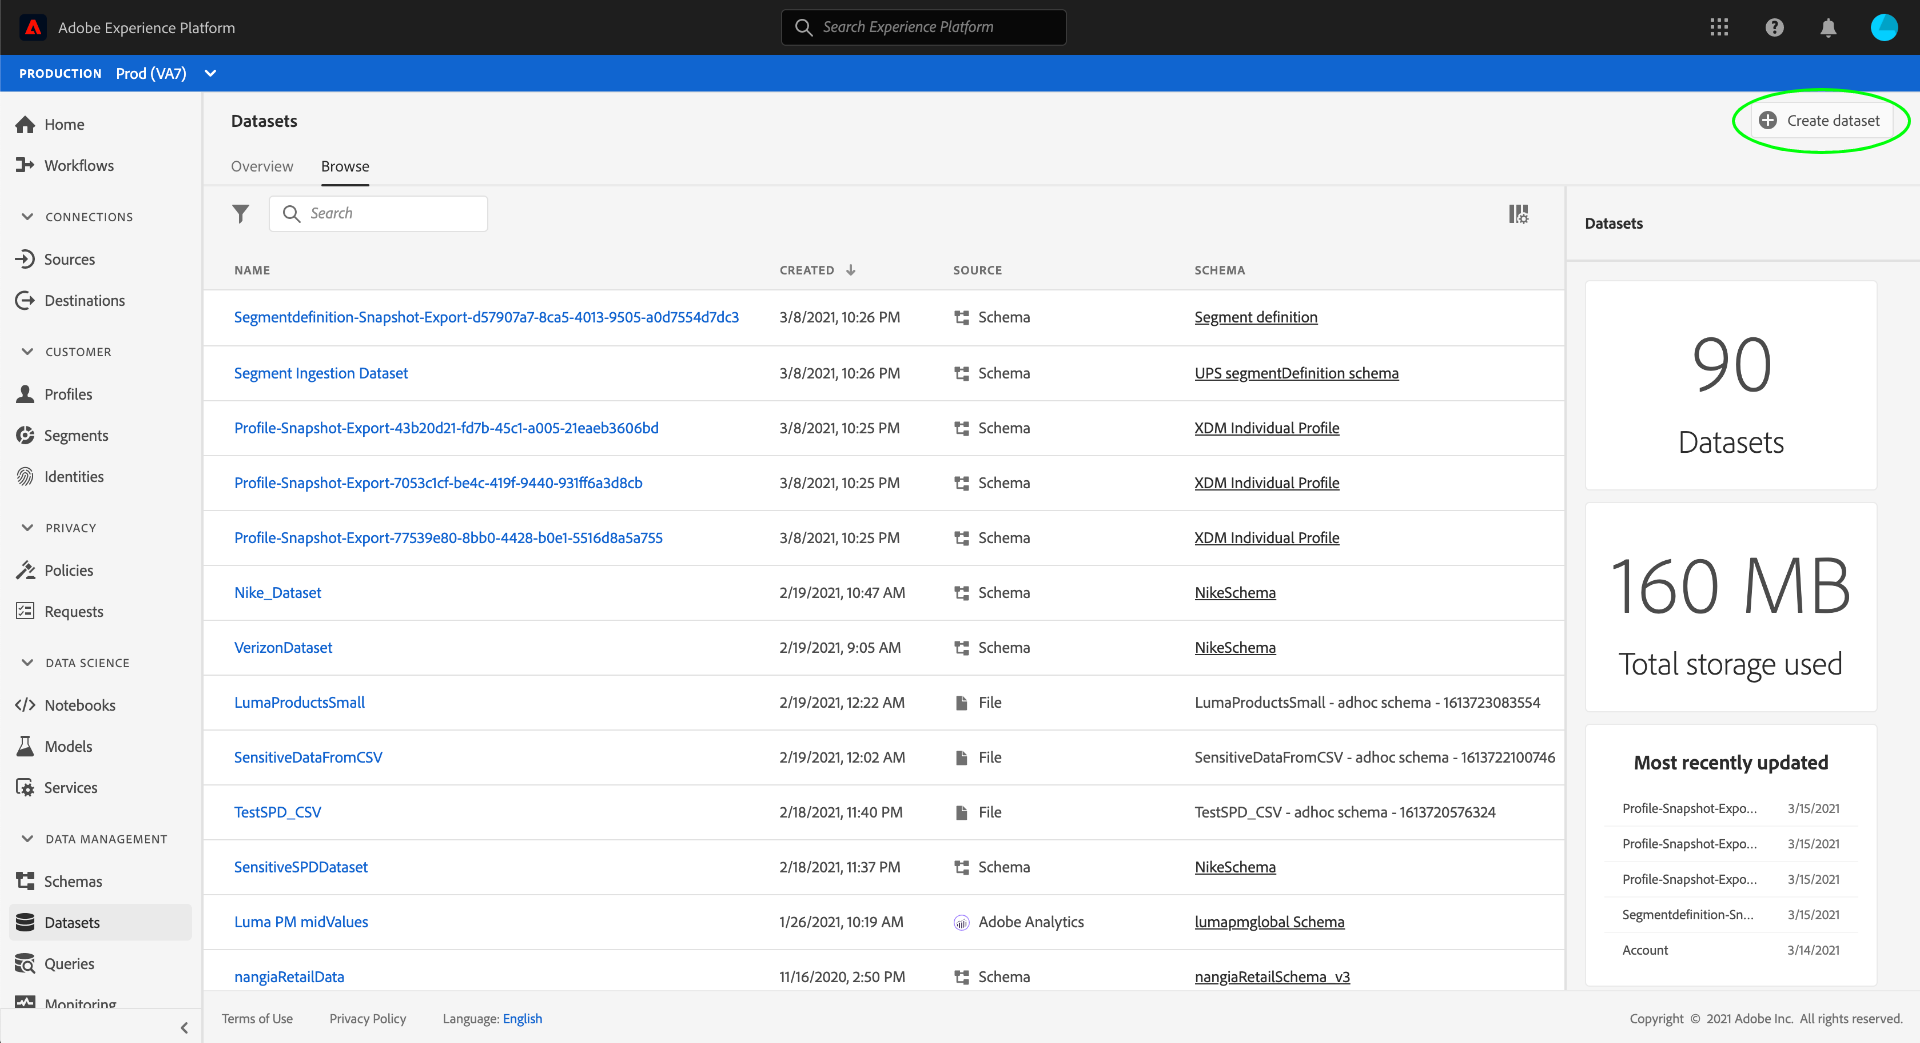 Adobe Experience Platform
Search Experience Platform
PRODUCTION Prod (VA7)
Home
Workflows
CONNECTIONS
Sources
Destinations
CUSTOMER
Profiles
Segments
Identities
PRIVACY
Policies
Requests
DATA SCIENCE
Notebooks
Models
Services
DATA MANAGEMENT
Schemas
Datasets
Queries
Monitoring
Datasets
Create dataset
Overview Browse
Search
NAME CREATED SOURCE SCHEMA
Segmentdefinition-Snapshot-Export-d57907a7-8ca5-4013-9505-a0d7554d7dc3 3/8/2021, 10:26 PM Schema Segment definition
Segment Ingestion Dataset 3/8/2021, 10:26 PM Schema UPS segmentDefinition schema
Profile-Snapshot-Export-43b20d21-fd7b-45c1-a005-21eaeb3606bd 3/8/2021, 10:25 PM Schema XDM Individual Profile
Profile-Snapshot-Export-7053c1cf-be4c-419f-9440-931ff6a3d8cb 3/8/2021, 10:25 PM Schema XDM Individual Profile
Profile-Snapshot-Export-77539e80-8bb0-4428-b0e1-5516d8a5a755 3/8/2021, 10:25 PM Schema XDM Individual Profile
Nike_Dataset 2/19/2021, 10:47 AM Schema NikeSchema
VerizonDataset 2/19/2021, 9:05 AM Schema NikeSchema
LumaProductsSmall 2/19/2021, 12:22 AM File LumaProductsSmall - adhoc schema - 1613723083554
SensitiveDataFromCSV 2/19/2021, 12:02 AM File SensitiveDataFromCSV - adhoc schema - 1613722100746
TestSPD_CSV 2/18/2021, 11:40 PM File TestSPD_CSV - adhoc schema - 1613720576324
SensitiveSPDDataset 2/18/2021, 11:37 PM Schema NikeSchema
Luma PM midValues 1/26/2021, 10:19 AM Adobe Analytics lumapmglobal Schema
nangiaRetailData 11/16/2020, 2:50 PM Schema nangiaRetailSchema_v3
Datasets
90
Datasets
160 MB
Total storage used
Most recently updated
Profile-Snapshot-Expo... 3/15/2021
Profile-Snapshot-Expo... 3/15/2021
Profile-Snapshot-Expo... 3/15/2021
Segmentdefinition-Sn... 3/15/2021
Account 3/14/2021
Terms of Use Privacy Policy Language: English Copyright © 2021 Adobe Inc. All rights reserved.